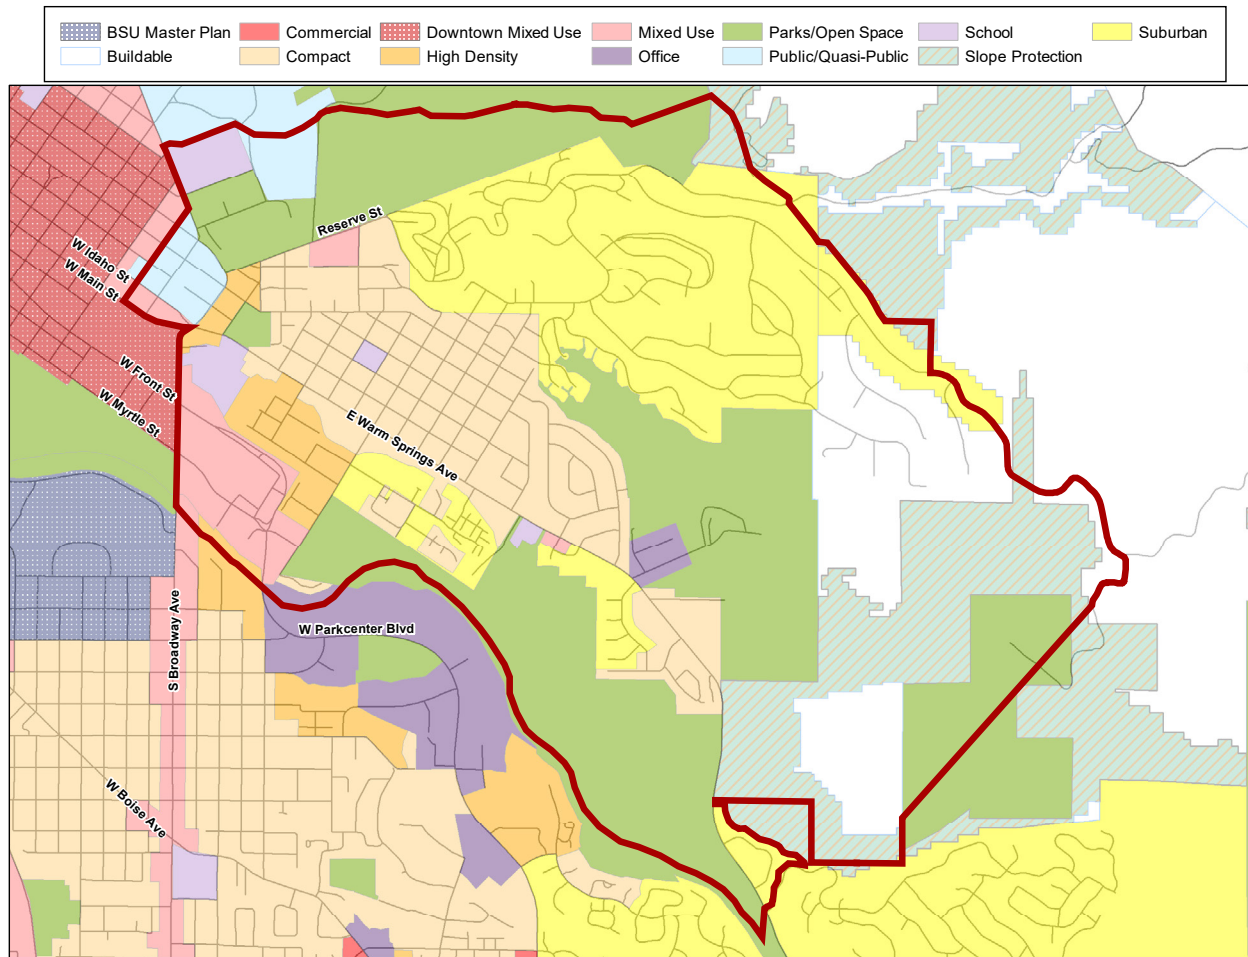 BSU Master Plan Commercial Downtown Mixed Use Mixed Use Parks/Open Space School Suburban
Buildable Compact High Density Office Public/Quasi-Public Slope Protection
Reserve St
W Idaho St
W Main St
W Front St
W Myrtle St
E Warm Springs Ave
S Broadway Ave
W Parkcenter Blvd
W Boise Ave